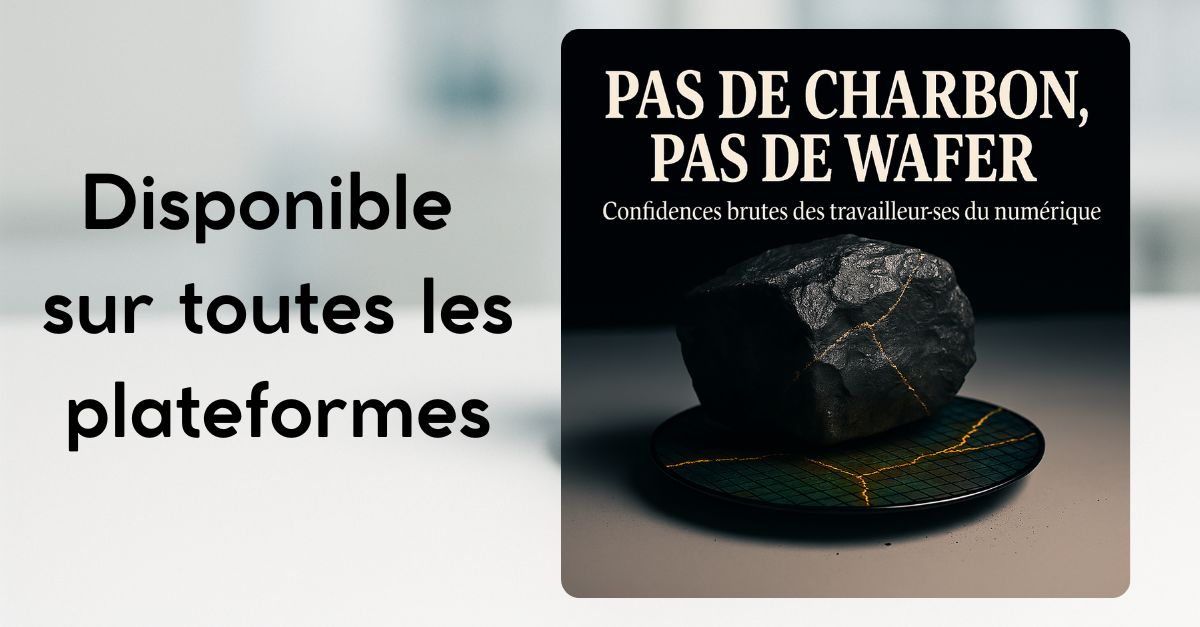 Disponible
sur toutes les
plateformes
PAS DE CHARBON,
PAS DE WAFER
Confidences brutes des travailleur-ses du numérique